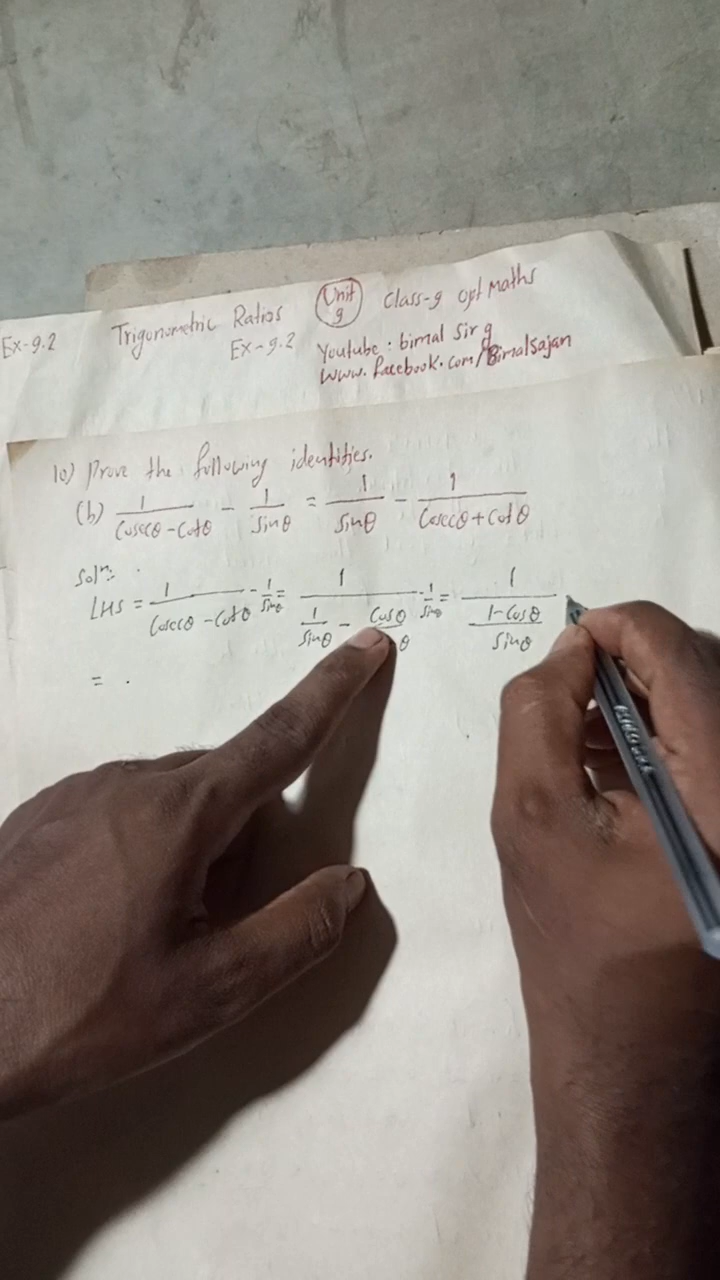 Ex-9.2 Trigonometric Ratios Unit 9 Class-9 opt Maths
Ex-9.2 Youtube: birnal Sir g
www.facebook.com/Birnalsajan
10) Prove the following identities.
(b) 1/(Cosecθ - Cotθ) - 1/Sinθ = 1/Sinθ - 1/(Cosecθ + Cotθ)
Solⁿ:
LHS = 1/(Cosecθ - Cotθ) - 1/Sinθ = 1/(1/Sinθ - Cosθ/ θ) - 1/Sinθ = 1/((1-Cosθ)/Sinθ)
= .